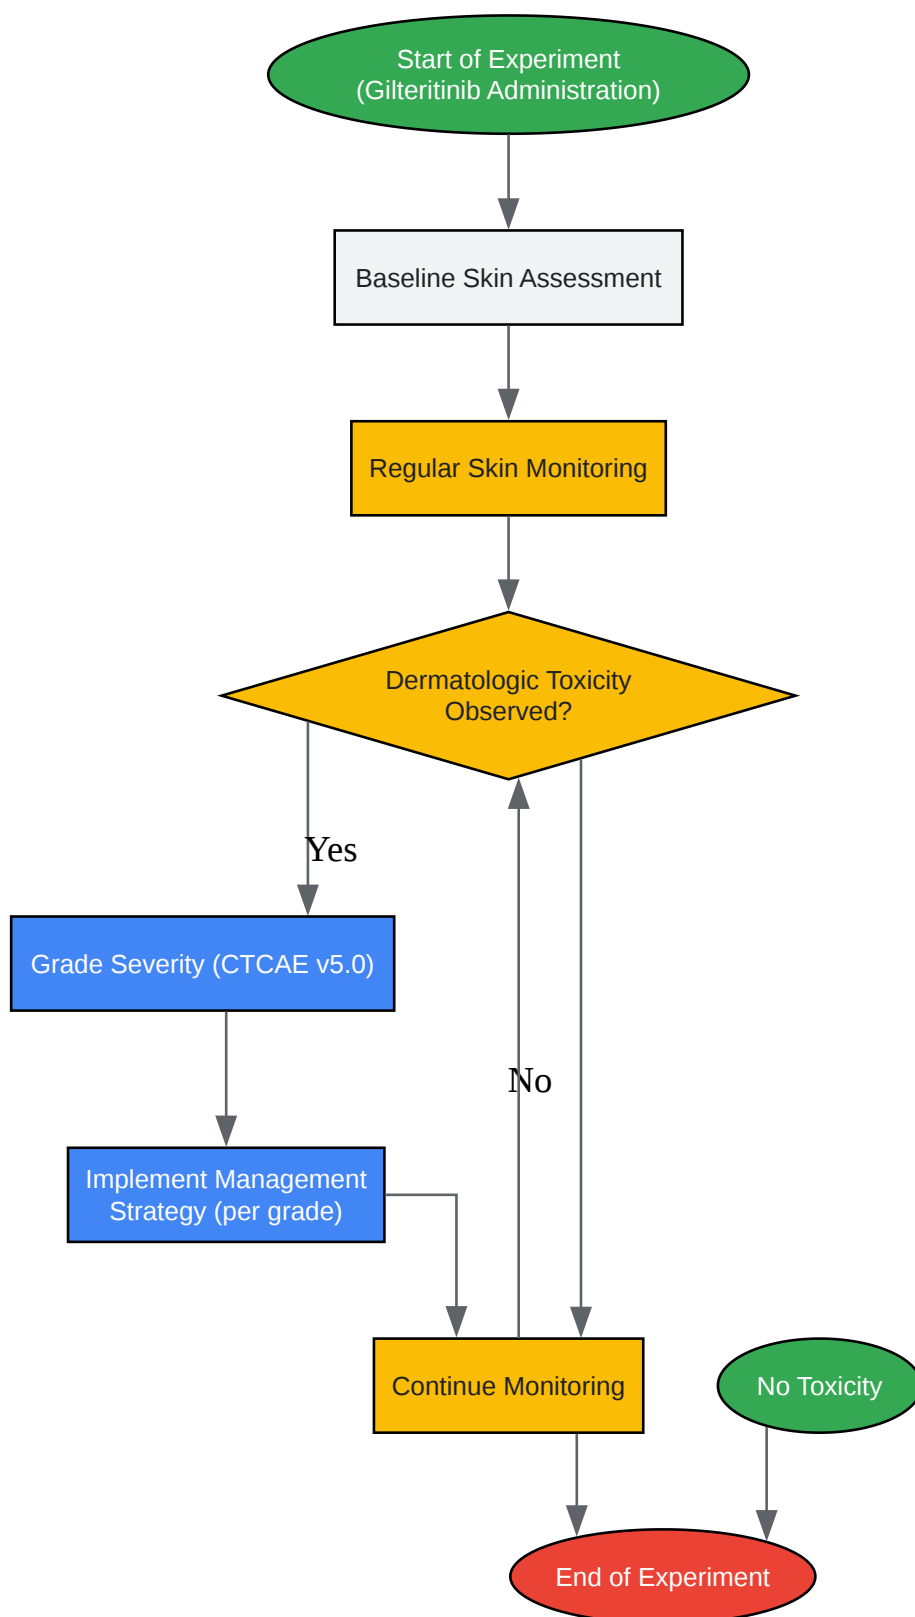 Start of Experiment
(Gilteritinib Administration)
Baseline Skin Assessment
Regular Skin Monitoring
Dermatologic Toxicity
Observed?
Yes
Grade Severity (CTCAE v5.0)
No
Implement Management
Strategy (per grade)
Continue Monitoring
No Toxicity
End of Experiment